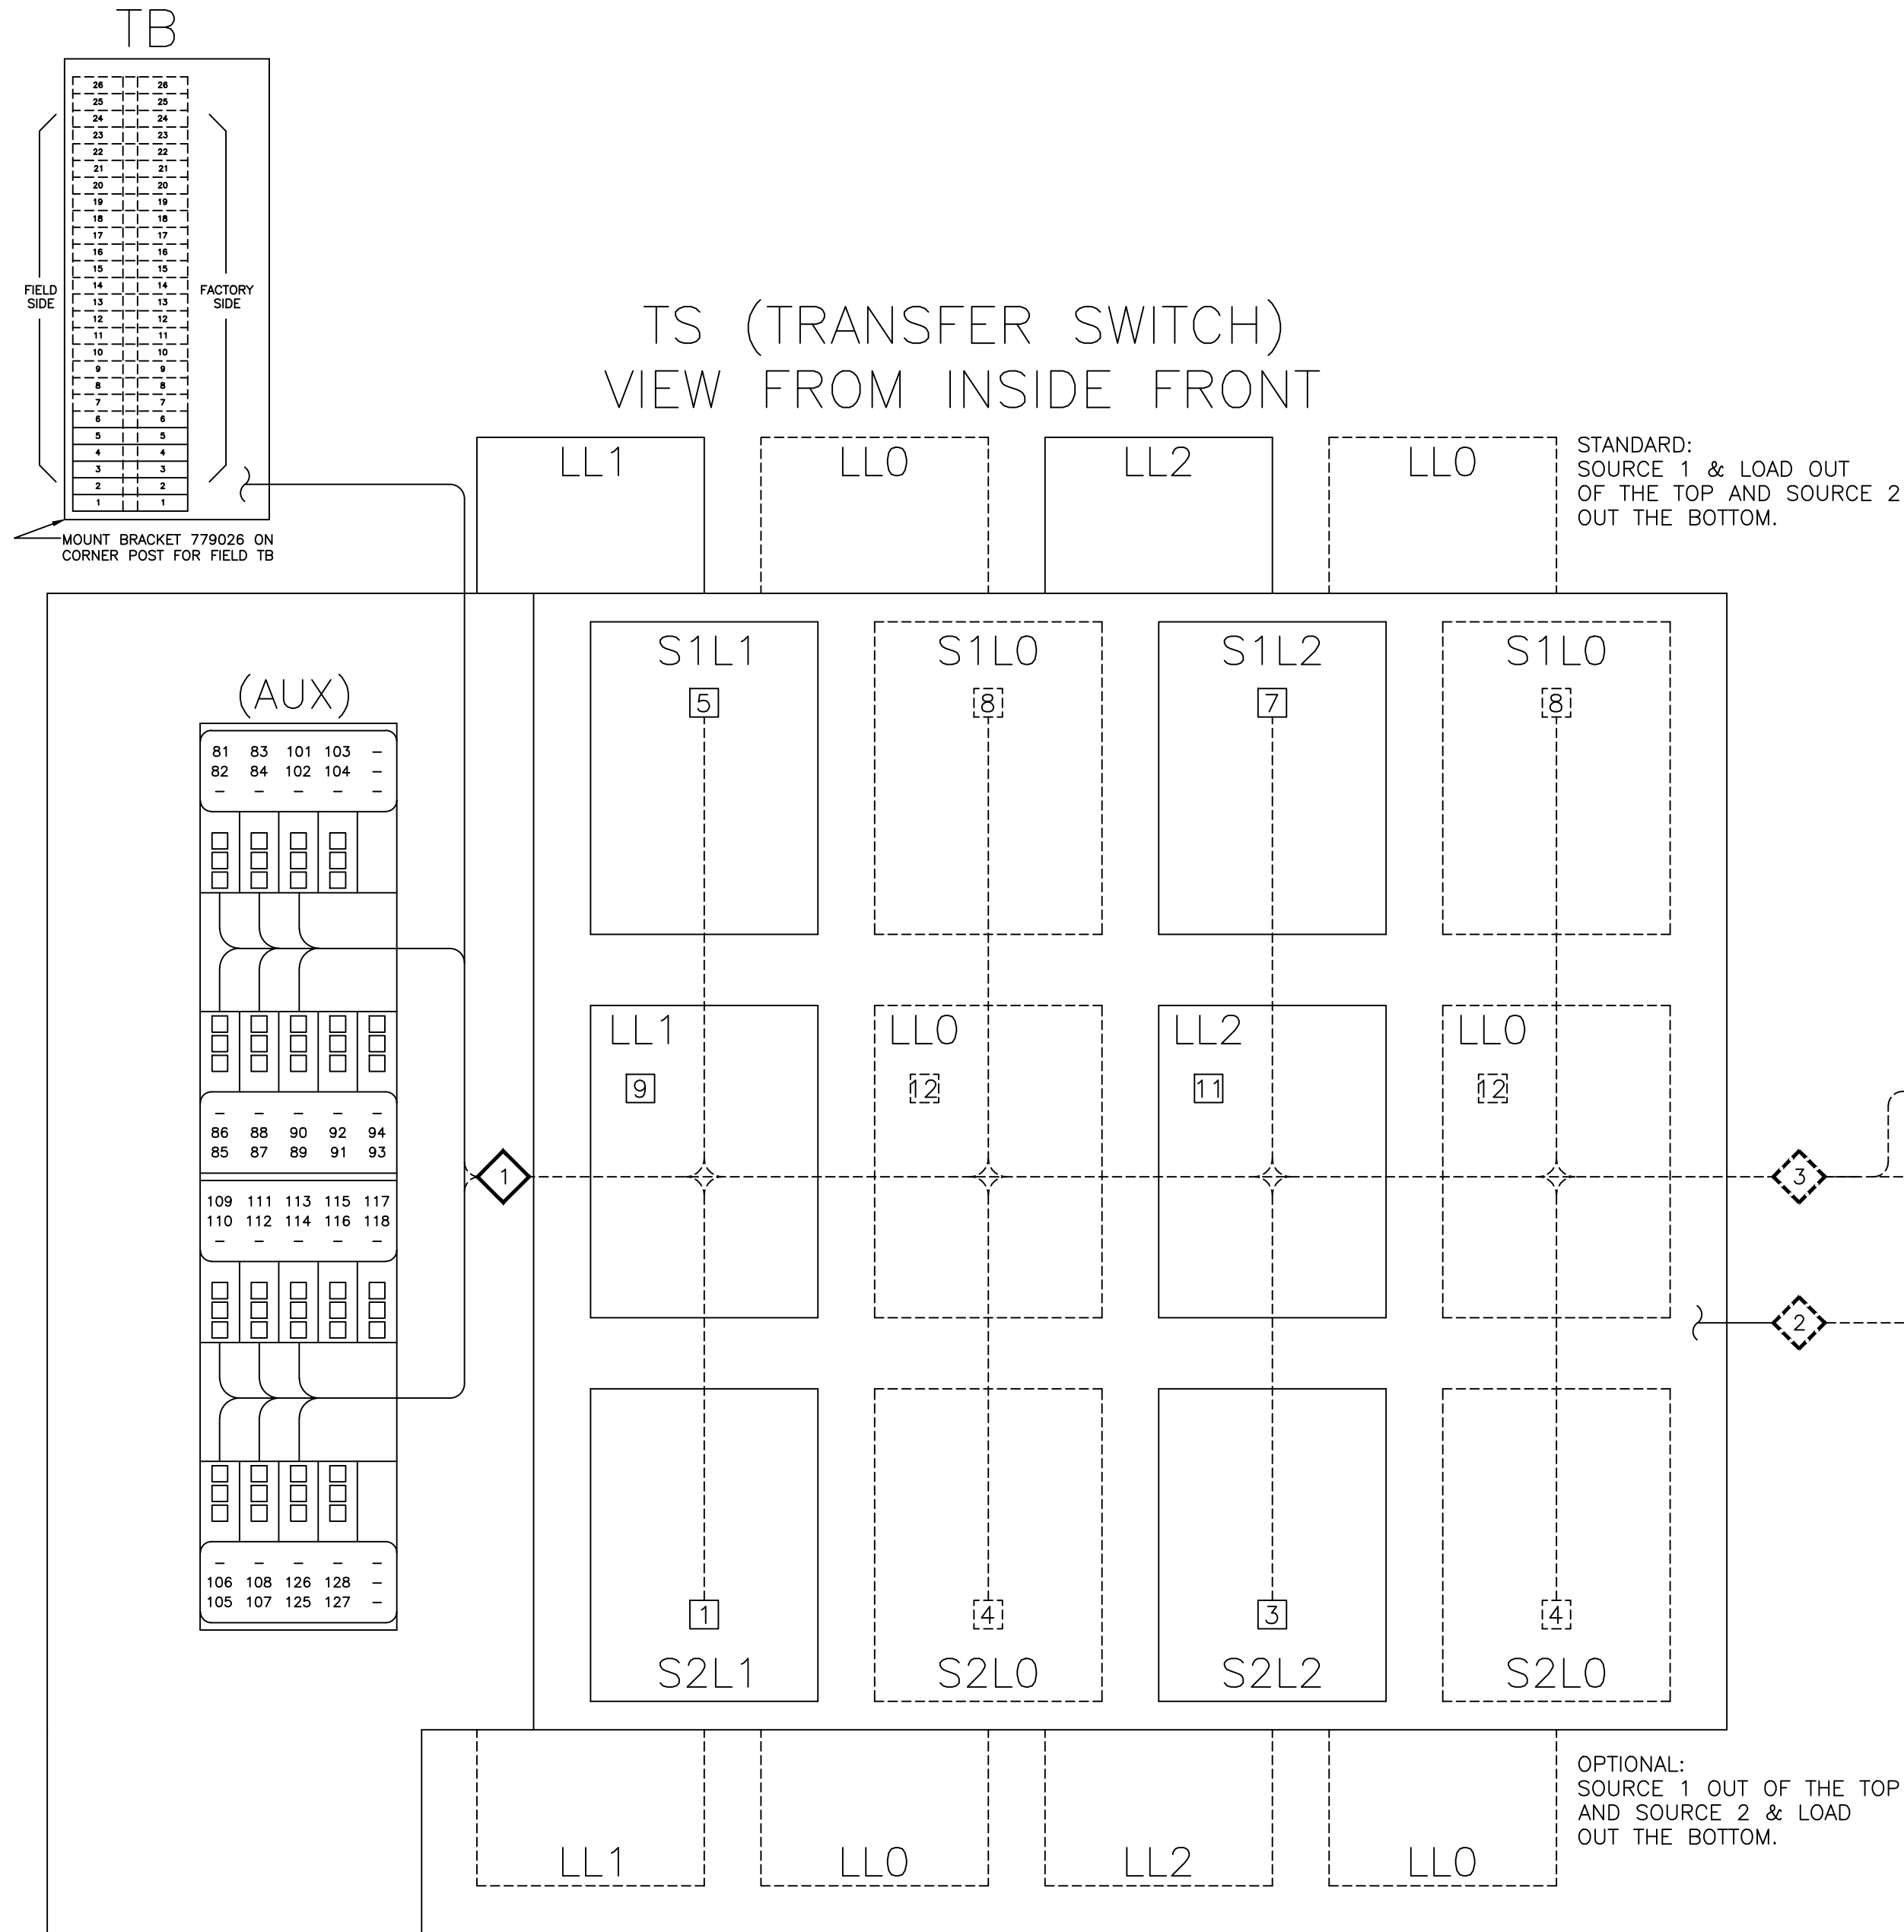 TB
26 26
25 25
24 24
23 23
22 22
21 21
20 20
19 19
18 18
17 17
16 16
15 15
14 14
13 13
12 12
11 11
10 10
9 9
8 8
7 7
6 6
5 5
4 4
3 3
2 2
1 1
FIELD
SIDE
FACTORY
SIDE
MOUNT BRACKET 779026 ON
CORNER POST FOR FIELD TB
TS (TRANSFER SWITCH)
VIEW FROM INSIDE FRONT
LL1 LL0 LL2 LL0
STANDARD:
SOURCE 1 & LOAD OUT
OF THE TOP AND SOURCE 2
OUT THE BOTTOM.
(AUX)
81 83 101 103 -
82 84 102 104 -
- - - - -
- - - - -
86 88 90 92 94
85 87 89 91 93
109 111 113 115 117
110 112 114 116 118
- - - - -
- - - - -
106 108 126 128 -
105 107 125 127 -
S1L1 S1L0 S1L2 S1L0
5 8 7 8
LL1 LL0 LL2 LL0
9 12 11 12
1 3
2
1 4 3 4
S2L1 S2L0 S2L2 S2L0
OPTIONAL:
SOURCE 1 OUT OF THE TOP
AND SOURCE 2 & LOAD
OUT THE BOTTOM.
LL1 LL0 LL2 LL0